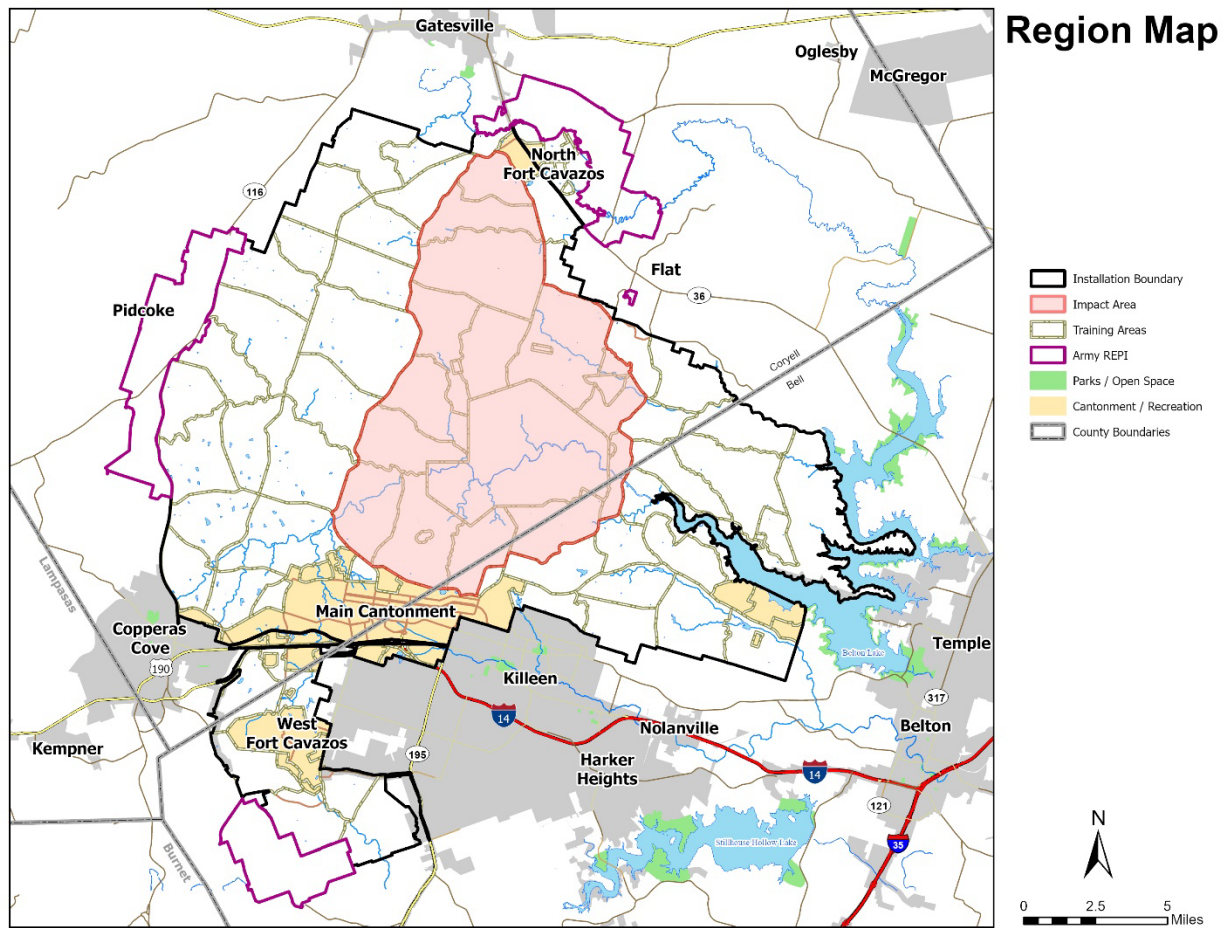 Region Map
Gatesville
Oglesby
McGregor
North
Fort Cavazos
116
Flat
36
Pidcoke
Coryell
Bell
Lampasas
Main Cantonment
Copperas
Cove
190
Belton Lake
Temple
317
Killeen
14
Nolanville
Belton
West
Fort Cavazos
Kempner
195
Harker
Heights
14
121
Stillhouse Hollow Lake
35
Burnet
Installation Boundary
Impact Area
Training Areas
Army REPI
Parks / Open Space
Cantonment / Recreation
County Boundaries
N
0 2.5 5
Miles